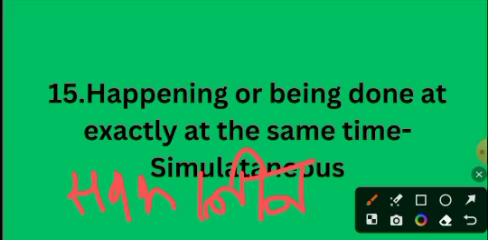 15.Happening or being done at
exactly at the same time-
Simulataneous